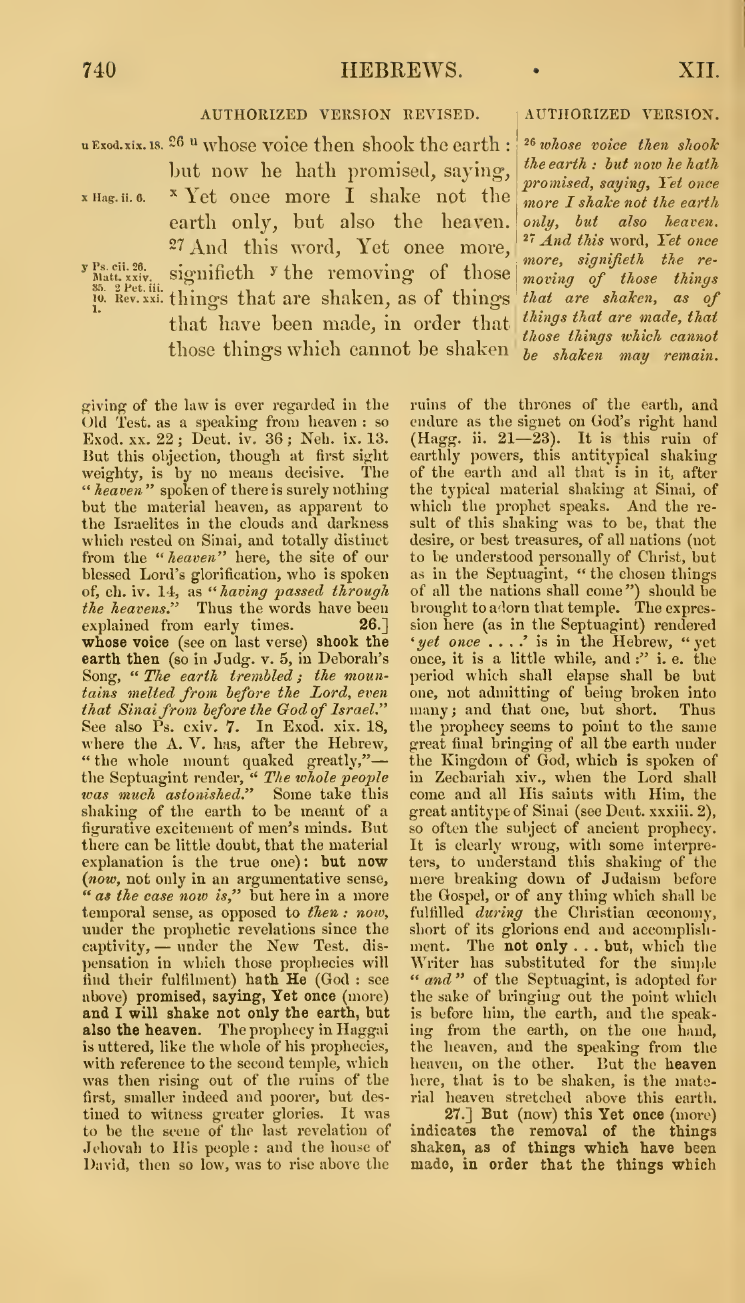 740 HEBREWS. XII.
AUTHORIZED VERSION REVISED.
u Exod. xix. 18. 26 u whose voice then shook the earth :
but now he hath promised, saying,
x Hag. ii. 6. x Yet once more I shake not the
earth only, but also the heaven.
27 And this word, Yet once more,
y Ps. cii. 26.
Matt. xxiv.
35. 2 Pet. iii.
10. Rev. xxi.
1.
signifieth y the removing of those
things that are shaken, as of things
that have been made, in order that
those things which cannot be shaken
AUTHORIZED VERSION.
26 whose voice then shook
the earth : but now he hath
promised, saying, Yet once
more I shake not the earth
only, but also heaven.
27 And this word, Yet once
more, signifieth the re-
moving of those things
that are shaken, as of
things that are made, that
those things which cannot
be shaken may remain.
giving of the law is ever regarded in the
Old Test. as a speaking from heaven : so
Exod. xx. 22 ; Deut. iv. 36 ; Neh. ix. 13.
But this objection, though at first sight
weighty, is by no means decisive. The
“ heaven ” spoken of there is surely nothing
but the material heaven, as apparent to
the Israelites in the clouds and darkness
which rested on Sinai, and totally distinct
from the “ heaven” here, the site of our
blessed Lord's glorification, who is spoken
of, ch. iv. 14, as “having passed through
the heavens.” Thus the words have been
explained from early times. 26.]
whose voice (see on last verse) shook the
earth then (so in Judg. v. 5, in Deborah's
Song, “ The earth trembled ; the moun-
tains melted from before the Lord, even
that Sinai from before the God of Israel.”
See also Ps. cxiv. 7. In Exod. xix. 18,
where the A. V. has, after the Hebrew,
“ the whole mount quaked greatly,”—
the Septuagint render, “ The whole people
was much astonished.” Some take this
shaking of the earth to be meant of a
figurative excitement of men's minds. But
there can be little doubt, that the material
explanation is the true one) : but now
(now, not only in an argumentative sense,
“ as the case now is,” but here in a more
temporal sense, as opposed to then : now,
under the prophetic revelations since the
captivity, — under the New Test. dis-
pensation in which those prophecies will
find their fulfilment) hath He (God : see
above) promised, saying, Yet once (more)
and I will shake not only the earth, but
also the heaven. The prophecy in Haggai
is uttered, like the whole of his prophecies,
with reference to the second temple, which
was then rising out of the ruins of the
first, smaller indeed and poorer, but des-
tined to witness greater glories. It was
to be the scene of the last revelation of
Jehovah to His people : and the house of
David, then so low, was to rise above the
ruins of the thrones of the earth, and
endure as the signet on God's right hand
(Hagg. ii. 21—23). It is this ruin of
earthly powers, this antitypical shaking
of the earth and all that is in it, after
the typical material shaking at Sinai, of
which the prophet speaks. And the re-
sult of this shaking was to be, that the
desire, or best treasures, of all nations (not
to be understood personally of Christ, but
as in the Septuagint, “ the chosen things
of all the nations shall come”) should be
brought to adorn that temple. The expres-
sion here (as in the Septuagint) rendered
‘ yet once . . . .’ is in the Hebrew, “ yet
once, it is a little while, and :” i. e. the
period which shall elapse shall be but
one, not admitting of being broken into
many ; and that one, but short. Thus
the prophecy seems to point to the same
great final bringing of all the earth under
the Kingdom of God, which is spoken of
in Zechariah xiv., when the Lord shall
come and all His saints with Him, the
great antitype of Sinai (see Deut. xxxiii. 2),
so often the subject of ancient prophecy.
It is clearly wrong, with some interpre-
ters, to understand this shaking of the
mere breaking down of Judaism before
the Gospel, or of any thing which shall be
fulfilled during the Christian œconomy,
short of its glorious end and accomplish-
ment. The not only . . . but, which the
Writer has substituted for the simple
“ and ” of the Septuagint, is adopted for
the sake of bringing out the point which
is before him, the earth, and the speak-
ing from the earth, on the one hand,
the heaven, and the speaking from the
heaven, on the other. But the heaven
here, that is to be shaken, is the mate-
rial heaven stretched above this earth.
27.] But (now) this Yet once (more)
indicates the removal of the things
shaken, as of things which have been
made, in order that the things which